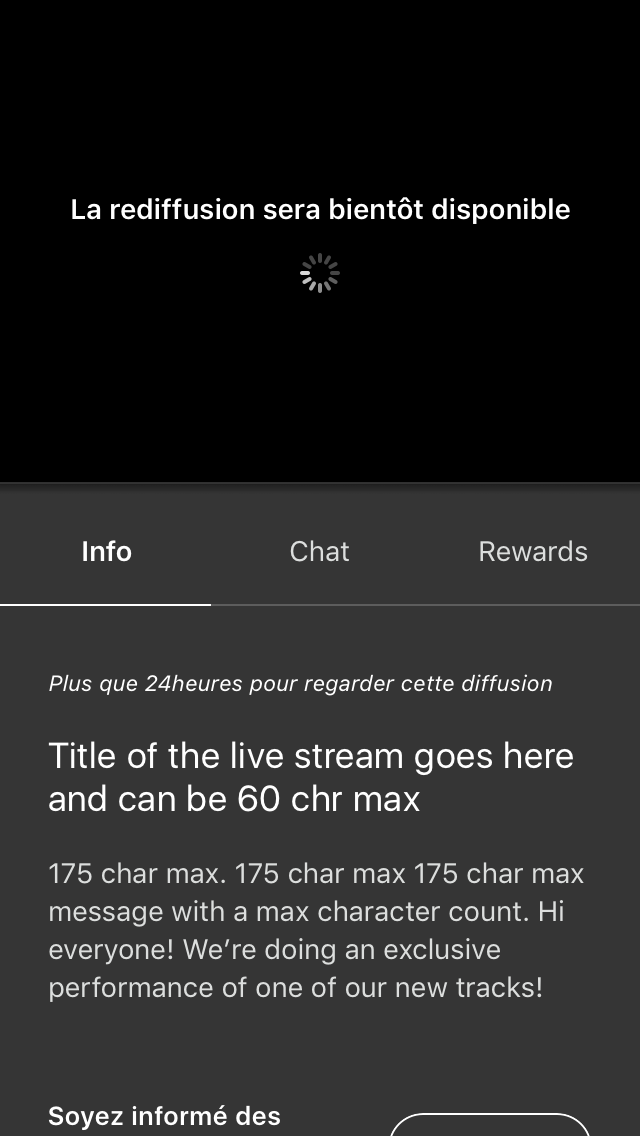 La rediffusion sera bientôt disponible
Info
Chat
Rewards
Plus que 24heures pour regarder cette diffusion
Title of the live stream goes here
and can be 60 chr max
175 char max. 175 char max 175 char max
message with a max character count. Hi
everyone! We’re doing an exclusive
performance of one of our new tracks!
Soyez informé des